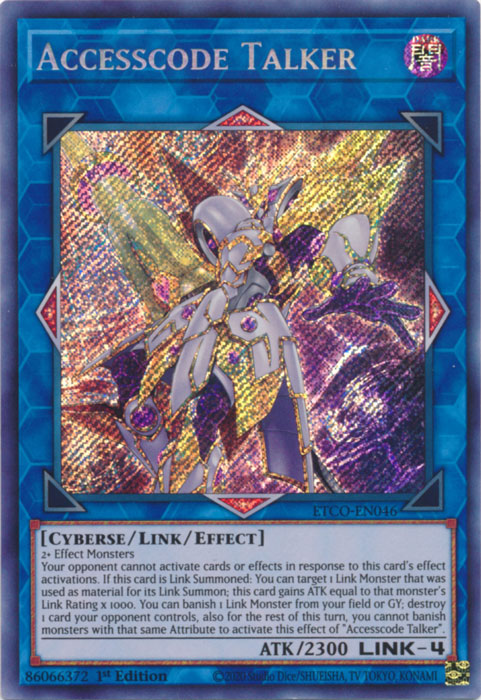 ACCESSCODE TALKER
ETCO-EN046
[CYBERSE/LINK/EFFECT]
2+ Effect Monsters
Your opponent cannot activate cards or effects in response to this card's effect
activations. If this card is Link Summoned: You can target 1 Link Monster that was
used as material for its Link Summon; this card gains ATK equal to that monster's
Link Rating x 1000. You can banish 1 Link Monster from your field or GY; destroy
1 card your opponent controls, also for the rest of this turn, you cannot banish
monsters with that same Attribute to activate this effect of "Accesscode Talker".
ATK/2300 LINK-4
86066372 1st Edition ©2020 Studio Dice/SHUEISHA, TV TOKYO, KONAMI